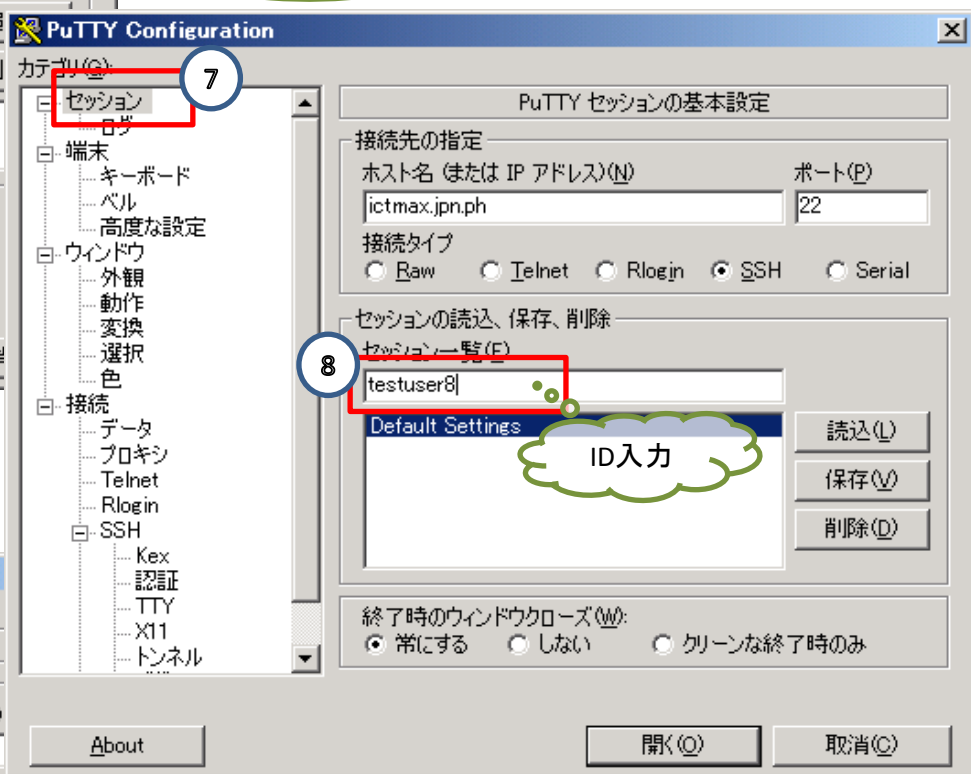 PuTTY Configuration
カテゴリ(G):
7
セッション
ログ
端末
キーボード
ベル
高度な設定
ウィンドウ
外観
動作
変換
選択
色
接続
データ
プロキシ
Telnet
Rlogin
SSH
Kex
認証
TTY
X11
トンネル
PuTTY セッションの基本設定
接続先の指定
ホスト名 (または IP アドレス)(N)
ポート(P)
ictmax.jpn.ph
22
接続タイプ
Raw
Telnet
Rlogin
SSH
Serial
セッションの読込、保存、削除
セッション一覧(E)
8
testuser8
Default Settings
ID入力
読込(L)
保存(V)
削除(D)
終了時のウィンドウクローズ(W):
常にする
しない
クリーンな終了時のみ
About
開く(O)
取消(C)